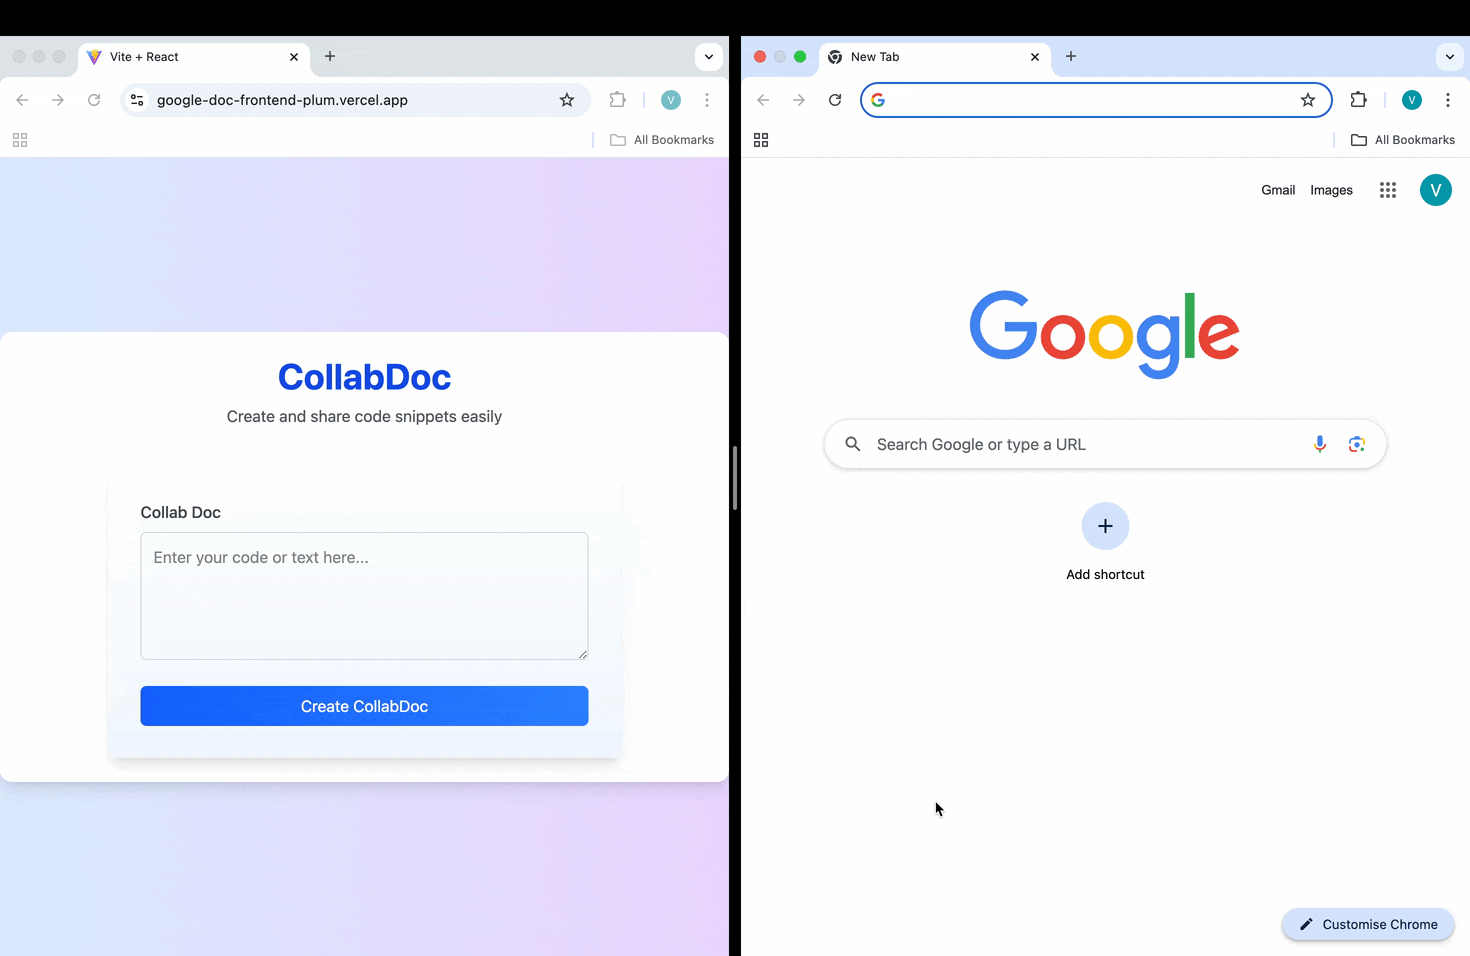 Vite + React
google-doc-frontend-plum.vercel.app
V
All Bookmarks
CollabDoc
Create and share code snippets easily
Collab Doc
Enter your code or text here...
Create CollabDoc
New Tab
V
All Bookmarks
Gmail Images V
Google
Search Google or type a URL
Add shortcut
Customise Chrome